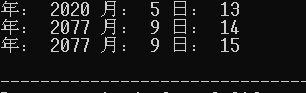 年： 2020 月： 5 日： 13
年： 2077 月： 9 日： 14
年： 2077 月： 9 日： 15
--------------------------------